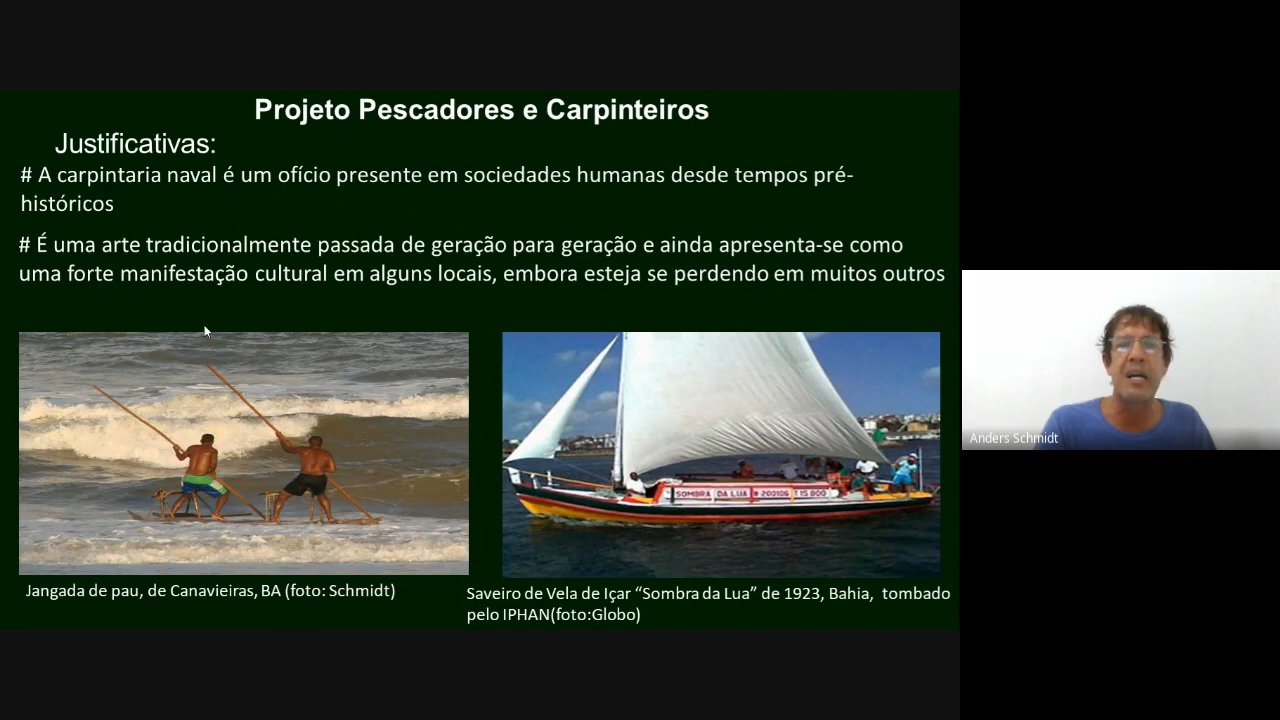 Projeto Pescadores e Carpinteiros
Justificativas:
# A carpintaria naval é um ofício presente em sociedades humanas desde tempos pré-
históricos
# É uma arte tradicionalmente passada de geração para geração e ainda apresenta-se como
uma forte manifestação cultural em alguns locais, embora esteja se perdendo em muitos outros
SOMBRA DA LUA # 200106 T 15 800
Jangada de pau, de Canavieiras, BA (foto: Schmidt)
Saveiro de Vela de Içar “Sombra da Lua” de 1923, Bahia, tombado
pelo IPHAN(foto:Globo)
Anders Schmidt